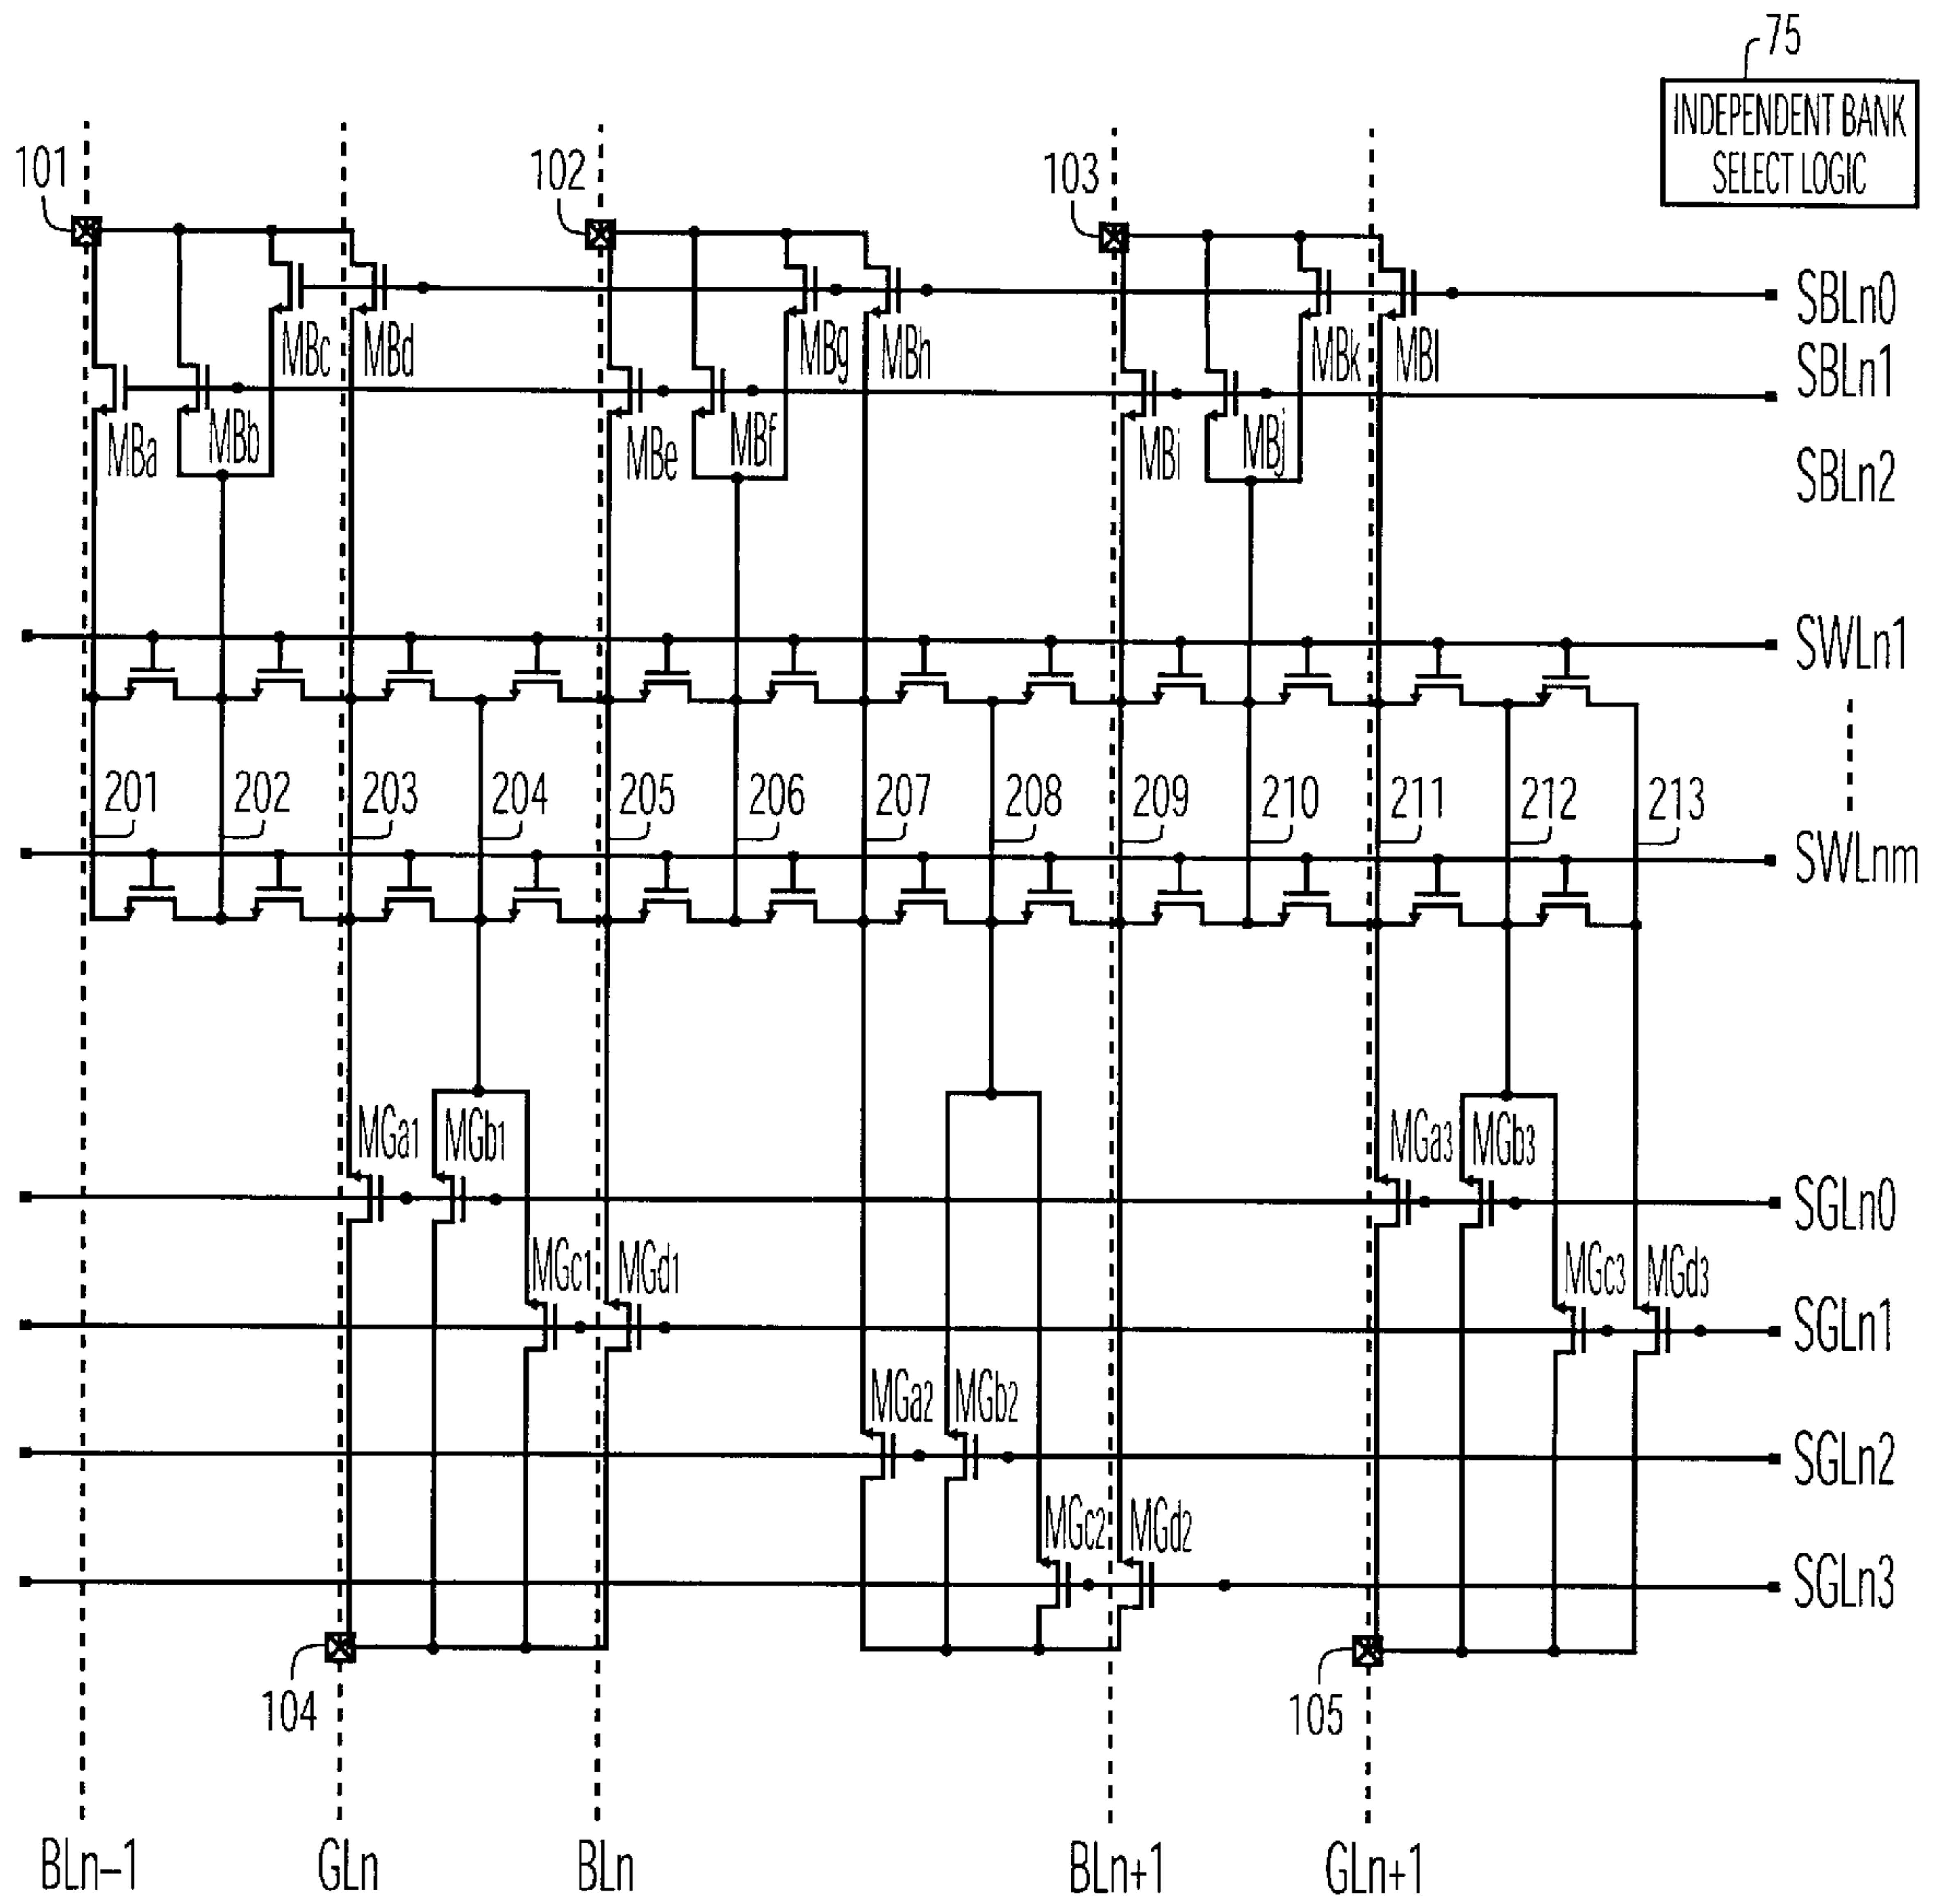 75
INDEPENDENT BANK
SELECT LOGIC
101
102
103
SBLn0
MBc
MBd
MBg
MBh
MBk
MBl
SBLn1
MBa
MBb
MBe
MBf
MBi
MBj
SBLn2
SWLn1
201
202
203
204
205
206
207
208
209
210
211
212
213
SWLnm
MGa1
MGb1
MGa3
MGb3
SGLn0
MGc1
MGd1
MGc3
MGd3
SGLn1
MGa2
MGb2
SGLn2
MGc2
MGd2
SGLn3
104
105
BLn-1
GLn
BLn
BLn+1
GLn+1